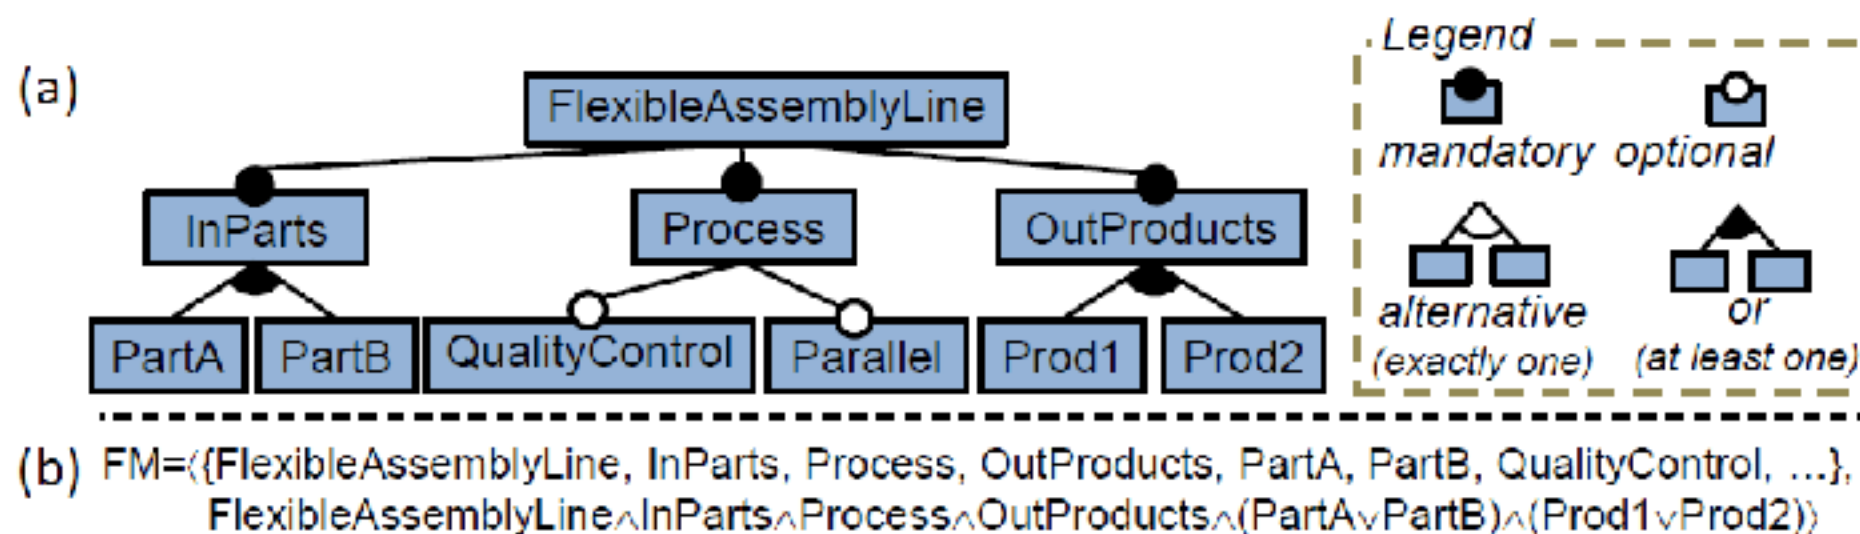 Legend
(a)
FlexibleAssemblyLine
mandatory optional
InParts Process OutProducts
alternative or
(exactly one) (at least one)
PartA PartB QualityControl Parallel Prod1 Prod2
(b) FM=⟨{FlexibleAssemblyLine, InParts, Process, OutProducts, PartA, PartB, QualityControl, ...},
FlexibleAssemblyLine∧InParts∧Process∧OutProducts∧(PartA∨PartB)∧(Prod1∨Prod2)⟩